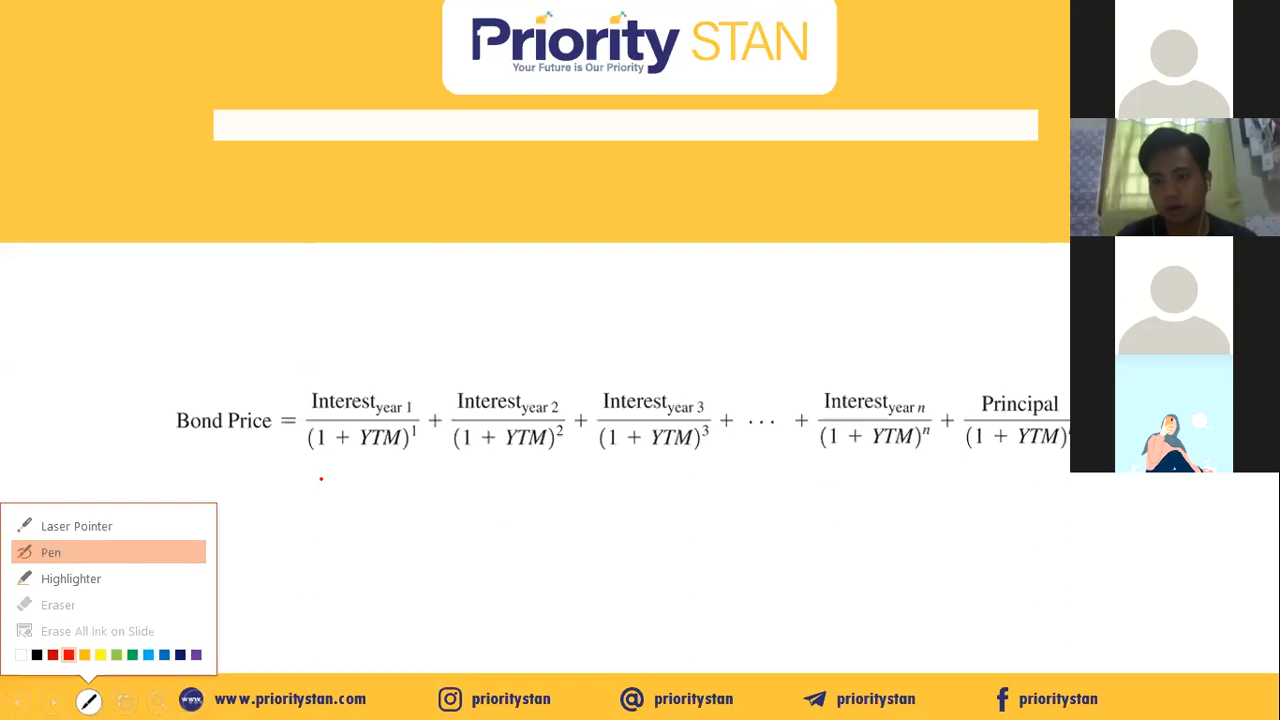 Priority STAN
Your Future is Our Priority
Bond Price = Interest_year 1/(1 + YTM)^1 + Interest_year 2/(1 + YTM)^2 + Interest_year 3/(1 + YTM)^3 + ... + Interest_year n/(1 + YTM)^n + Principal/(1 + YTM)
Laser Pointer
Pen
Highlighter
Eraser
Erase All Ink on Slide
www www.prioritystan.com prioritystan prioritystan prioritystan prioritystan